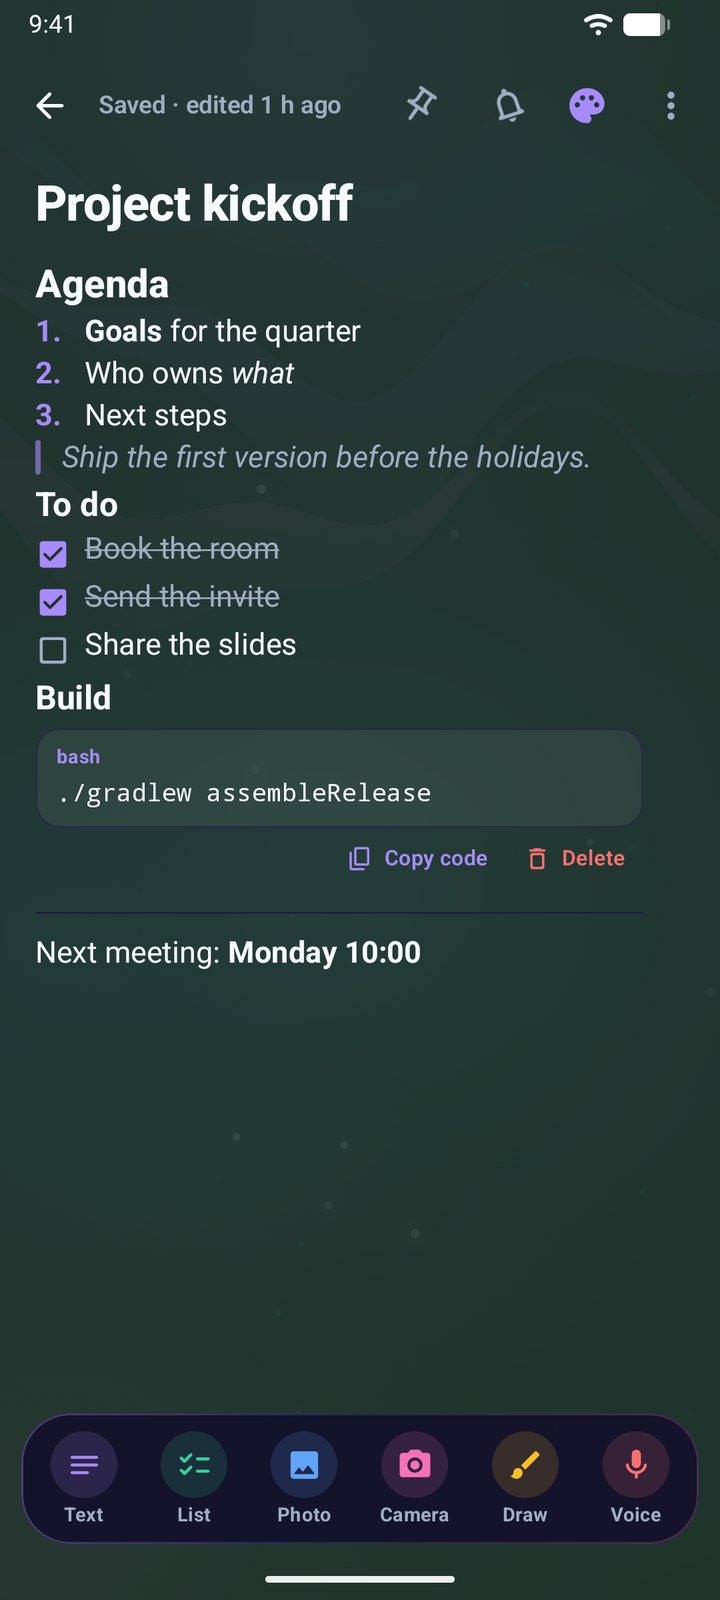 9:41
Saved · edited 1 h ago
Project kickoff
Agenda
1. Goals for the quarter
2. Who owns what
3. Next steps
Ship the first version before the holidays.
To do
Book the room
Send the invite
Share the slides
Build
bash
./gradlew assembleRelease
Copy code Delete
Next meeting: Monday 10:00
Text List Photo Camera Draw Voice